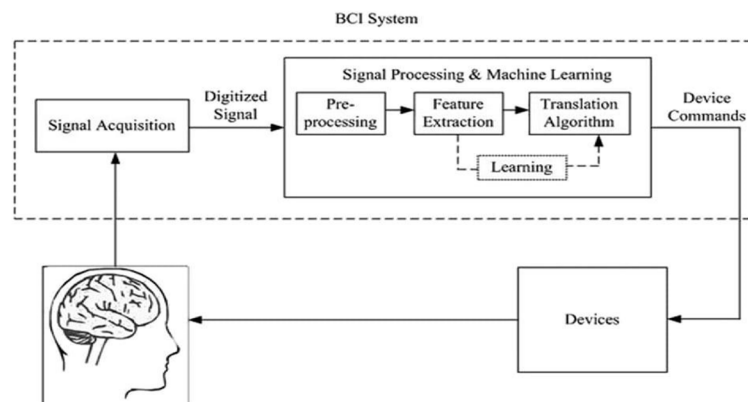 BCI System
Signal Processing & Machine Learning
Signal Acquisition
Digitized
Signal
Pre-
processing
Feature
Extraction
Translation
Algorithm
Learning
Device
Commands
Devices